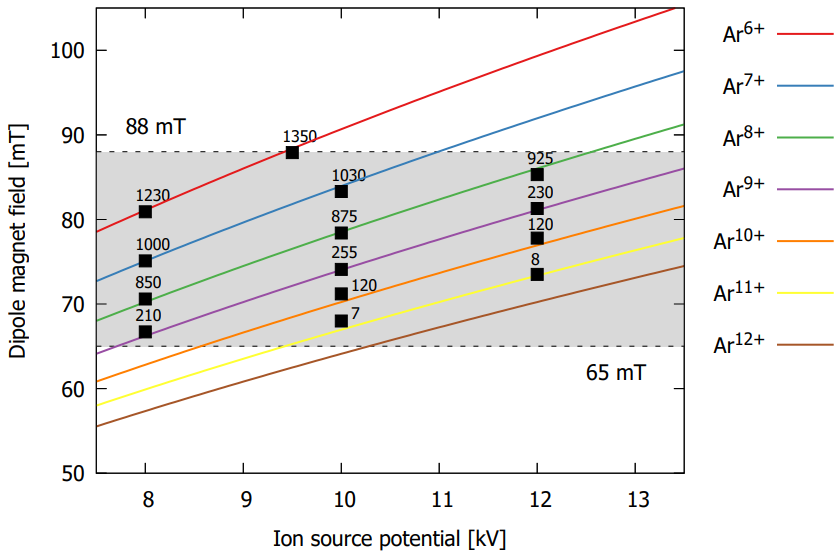 100
90
80
70
60
50
Dipole magnet field [mT]
88 mT
1350
1230
1030
925
1000
875
230
850
255
120
210
120
8
7
65 mT
8 9 10 11 12 13
Ion source potential [kV]
Ar6+
Ar7+
Ar8+
Ar9+
Ar10+
Ar11+
Ar12+